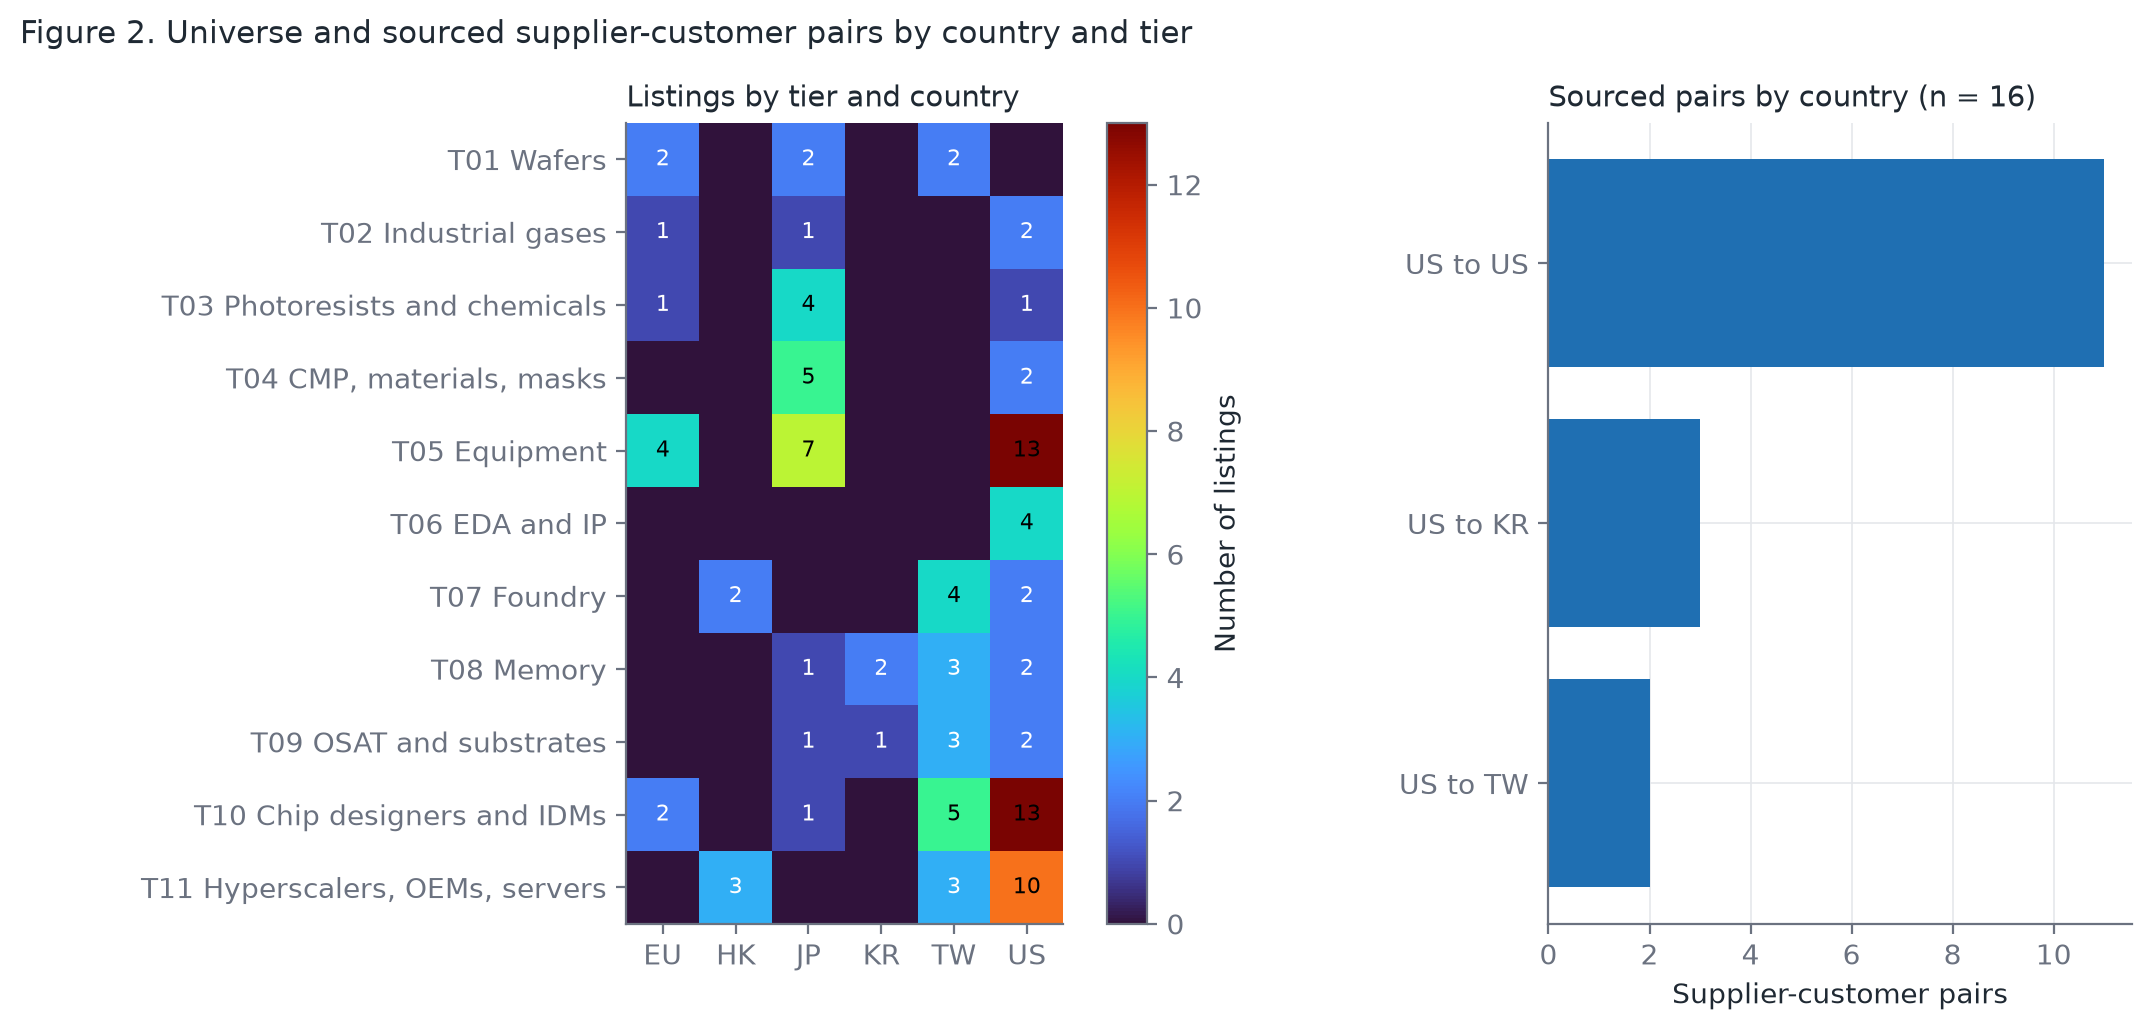 Figure 2. Universe and sourced supplier-customer pairs by country and tier
Listings by tier and country
T01 Wafers 2 2 2
T02 Industrial gases 1 1 2
T03 Photoresists and chemicals 1 4 1
T04 CMP, materials, masks 5 2
T05 Equipment 4 7 13
T06 EDA and IP 4
T07 Foundry 2 4 2
T08 Memory 1 2 3 2
T09 OSAT and substrates 1 1 3 2
T10 Chip designers and IDMs 2 1 5 13
T11 Hyperscalers, OEMs, servers 3 3 10
EU HK JP KR TW US
12
10
8
6
4
2
0
Number of listings
Sourced pairs by country (n = 16)
US to US
US to KR
US to TW
0 2 4 6 8 10
Supplier-customer pairs